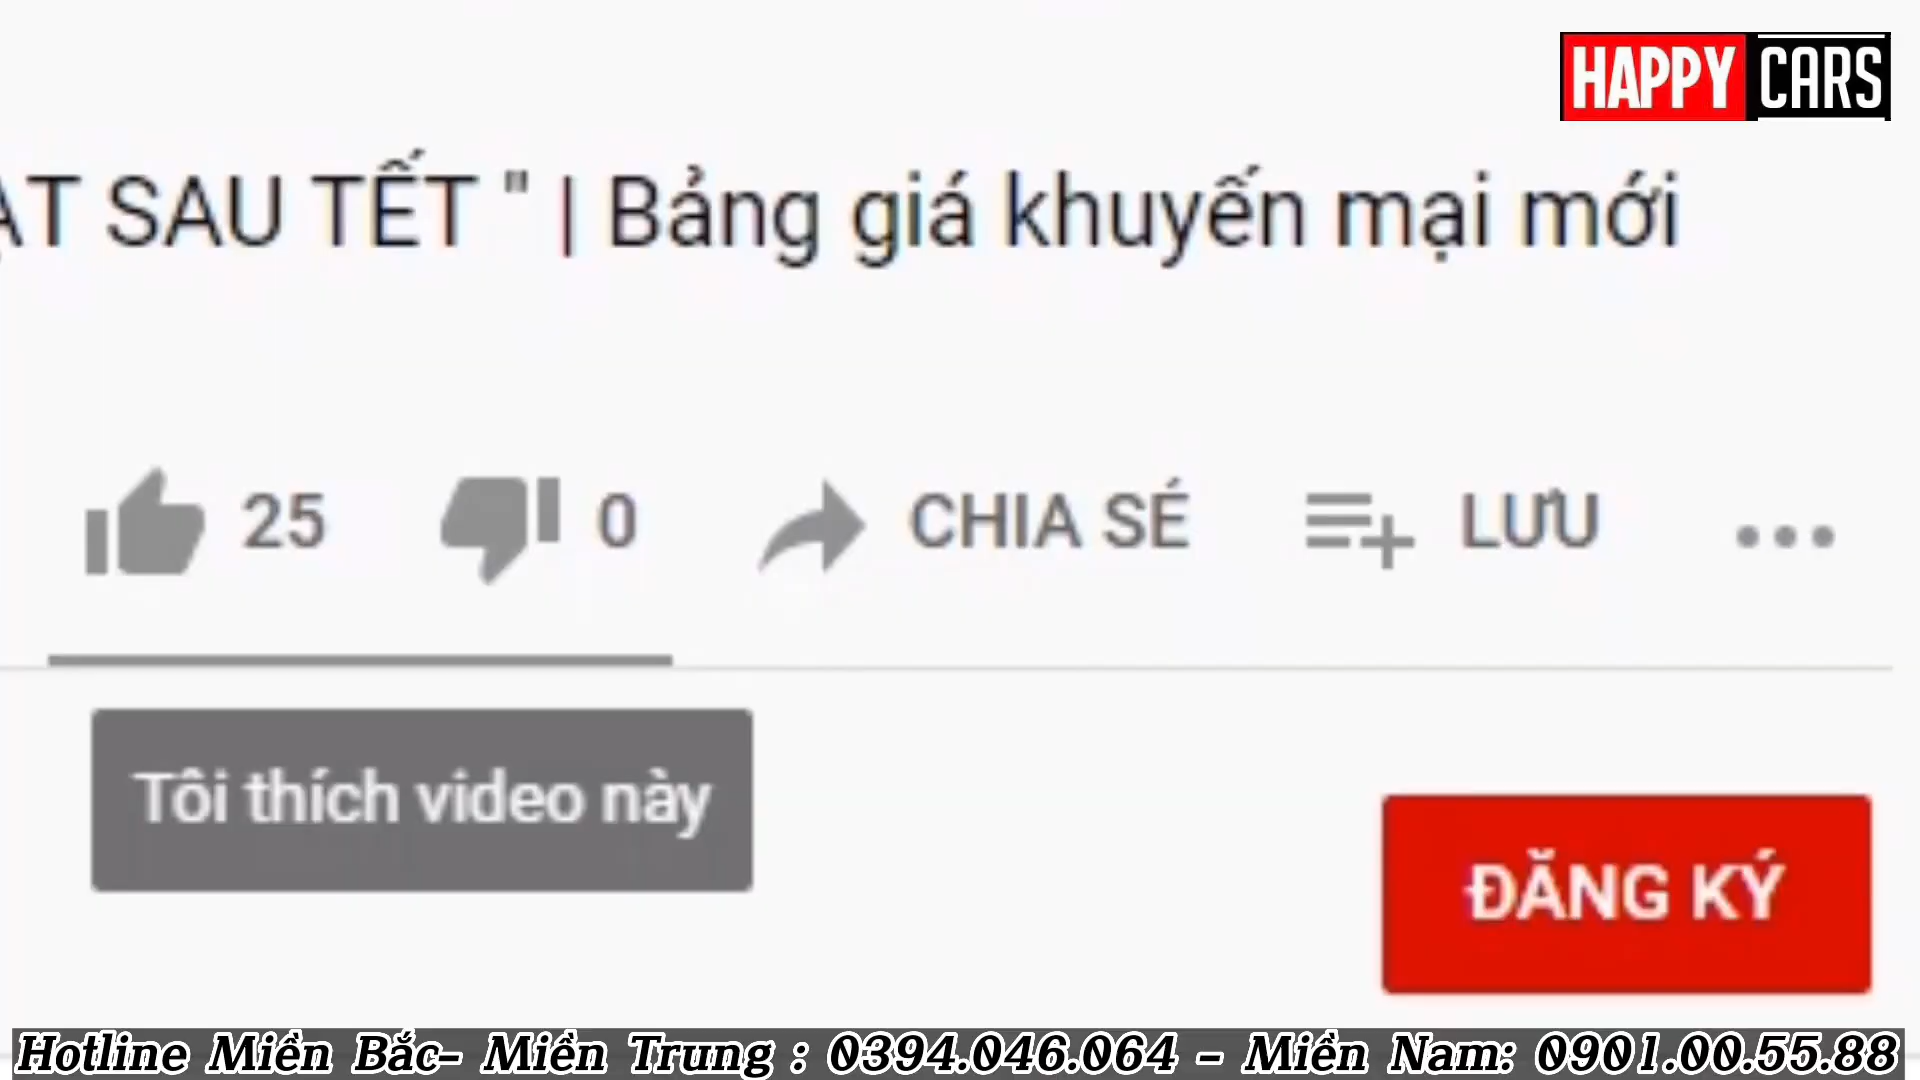 HAPPY CARS
ẠT SAU TẾT " | Bảng giá khuyến mại mới
25 0 CHIA SẺ LƯU
Tôi thích video này
ĐĂNG KÝ
Hotline Miền Bắc– Miền Trung : 0394.046.064 – Miền Nam: 0901.00.55.88